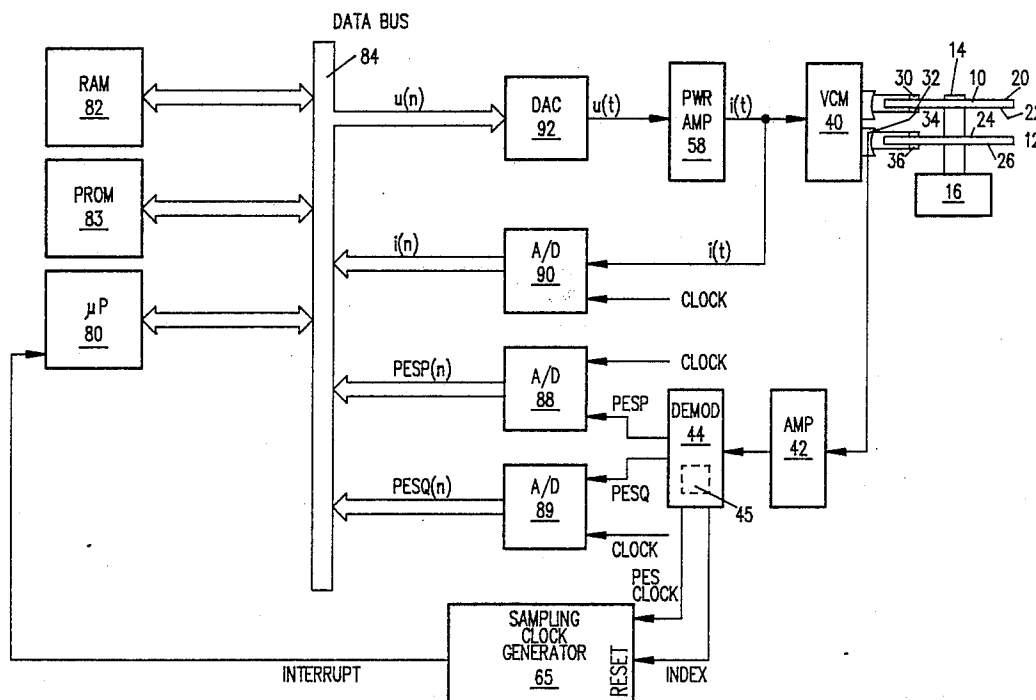 DATA BUS
84
RAM
82
PROM
83
μP
80
u(n)
DAC
92
u(t)
PWR
AMP
58
i(t)
VCM
40
30
32
14
10
20
22
34
24
12
36
26
16
i(n)
A/D
90
i(t)
CLOCK
PESP(n)
A/D
88
CLOCK
PESP
DEMOD
44
45
AMP
42
PESQ(n)
A/D
89
PESQ
CLOCK
PES
CLOCK
SAMPLING
CLOCK
GENERATOR
65
RESET
INTERRUPT
INDEX